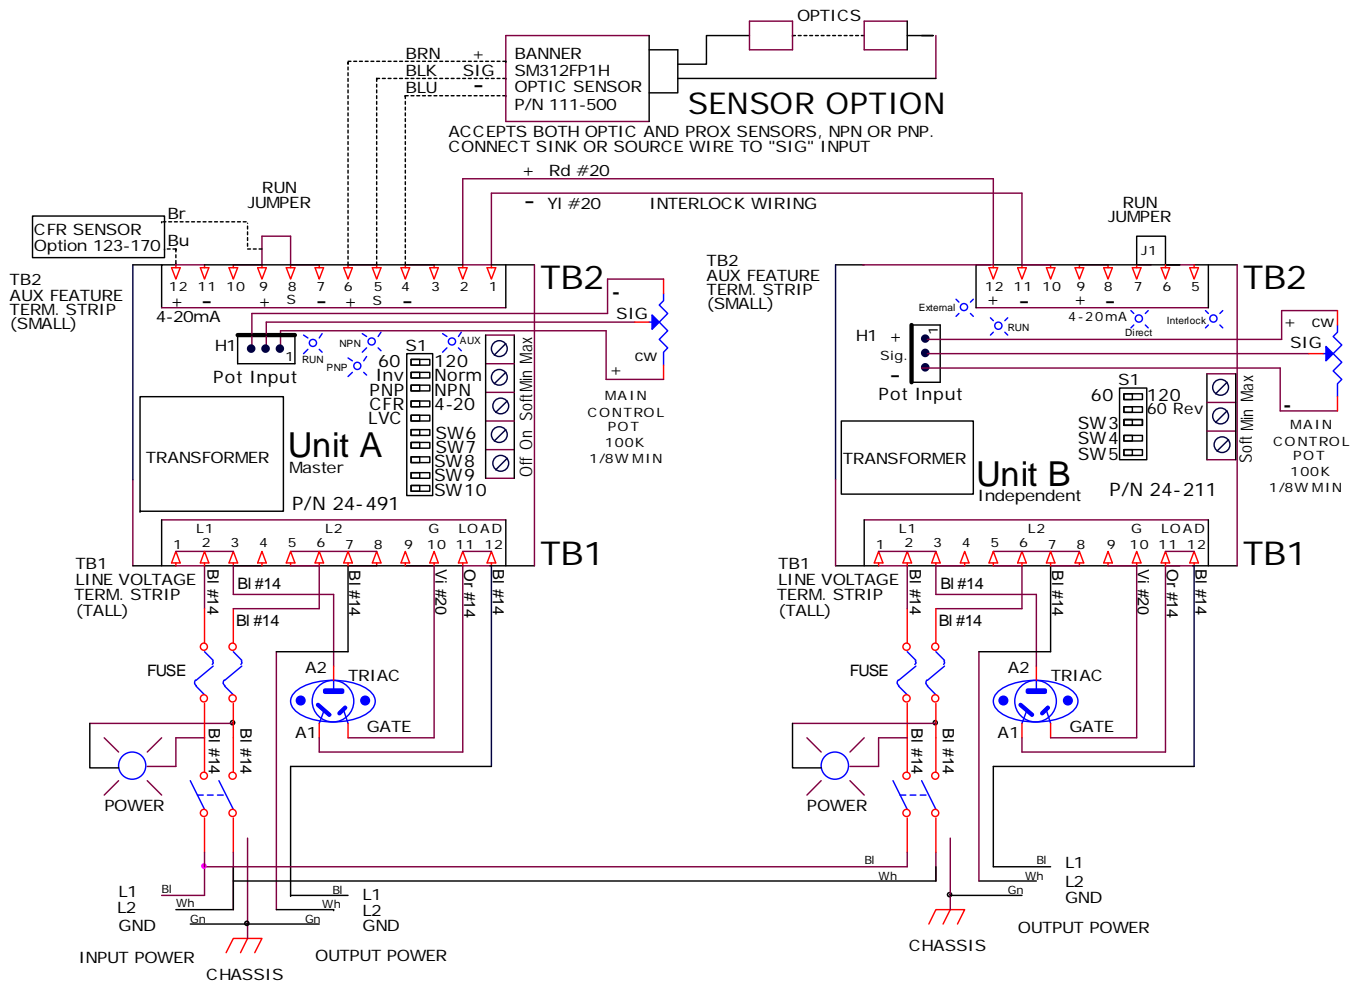 OPTICS
BRN +
BLK SIG
BLU -
BANNER
SM312FP1H
OPTIC SENSOR
P/N 111-500
SENSOR OPTION
ACCEPTS BOTH OPTIC AND PROX SENSORS, NPN OR PNP.
CONNECT SINK OR SOURCE WIRE TO "SIG" INPUT
+ Rd #20
- Yl #20 INTERLOCK WIRING
RUN
JUMPER
CFR SENSOR
Option 123-170
Br
Bu
TB2
AUX FEATURE
TERM. STRIP
(SMALL)
12 11 10 9 8 7 6 5 4 3 2 1
+ - + S - + S -
4-20mA
TB2
H1
1
Pot Input
RUN
NPN
PNP
AUX
-
SIG
CW
+
MAIN
CONTROL
POT
100K
1/8W MIN
S1
60 120
Inv Norm
PNP NPN
CFR 4-20
LVC
SW6
SW7
SW8
SW9
SW10
Off On Soft Min Max
TRANSFORMER
Unit A
Master
P/N 24-491
L1 L2 G LOAD
1 2 3 4 5 6 7 8 9 10 11 12
TB1
TB1
LINE VOLTAGE
TERM. STRIP
(TALL)
Bl #14
Bl #14
Bl #14
Bl #14
Vi #20
Or #14
Bl #14
FUSE
A2
TRIAC
A1
GATE
Bl #14
Bl #14
POWER
L1 Bl
L2 Wh
GND Gn
Bl L1
Wh L2
Gn GND
INPUT POWER
CHASSIS
OUTPUT POWER
RUN
JUMPER
J1
TB2
AUX FEATURE
TERM. STRIP
(SMALL)
12 11 10 9 8 7 6 5
+ - + -
4-20mA
TB2
External
RUN
Direct
Interlock
H1 +
Sig.
-
1
Pot Input
+ CW
SIG
-
MAIN
CONTROL
POT
100K
1/8W MIN
S1
60 120
60 Rev
SW3
SW4
SW5
Soft Min Max
TRANSFORMER
Unit B
Independent
P/N 24-211
L1 L2 G LOAD
1 2 3 4 5 6 7 8 9 10 11 12
TB1
TB1
LINE VOLTAGE
TERM. STRIP
(TALL)
Bl #14
Bl #14
Bl #14
Bl #14
Vi #20
Or #14
Bl #14
FUSE
A2
TRIAC
A1
GATE
Bl #14
Bl #14
POWER
Bl
Wh
Bl L1
Wh L2
Gn GND
CHASSIS
OUTPUT POWER